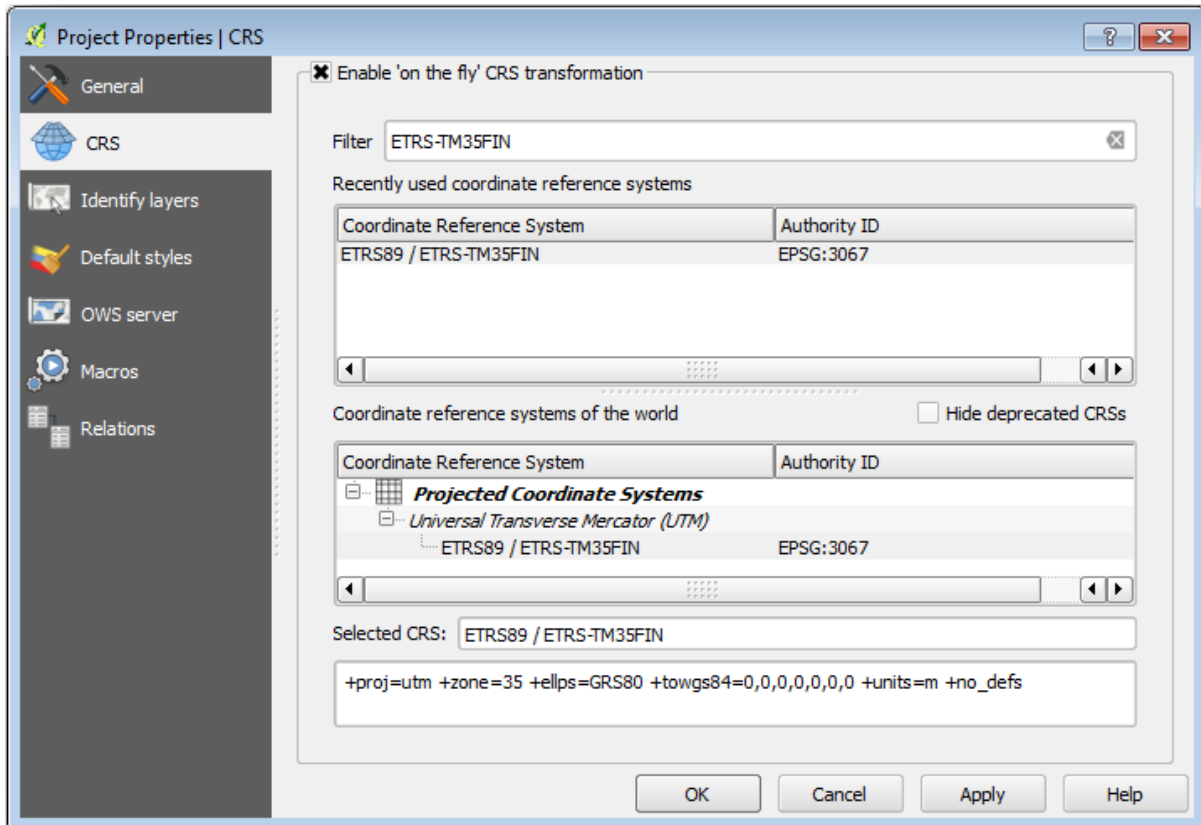 Project Properties | CRS
General
CRS
Identify layers
Default styles
OWS server
Macros
Relations
Enable 'on the fly' CRS transformation
Filter ETRS-TM35FIN
Recently used coordinate reference systems
Coordinate Reference System Authority ID
ETRS89 / ETRS-TM35FIN EPSG:3067
Coordinate reference systems of the world Hide deprecated CRSs
Coordinate Reference System Authority ID
Projected Coordinate Systems
Universal Transverse Mercator (UTM)
ETRS89 / ETRS-TM35FIN EPSG:3067
Selected CRS: ETRS89 / ETRS-TM35FIN
+proj=utm +zone=35 +ellps=GRS80 +towgs84=0,0,0,0,0,0,0 +units=m +no_defs
OK Cancel Apply Help